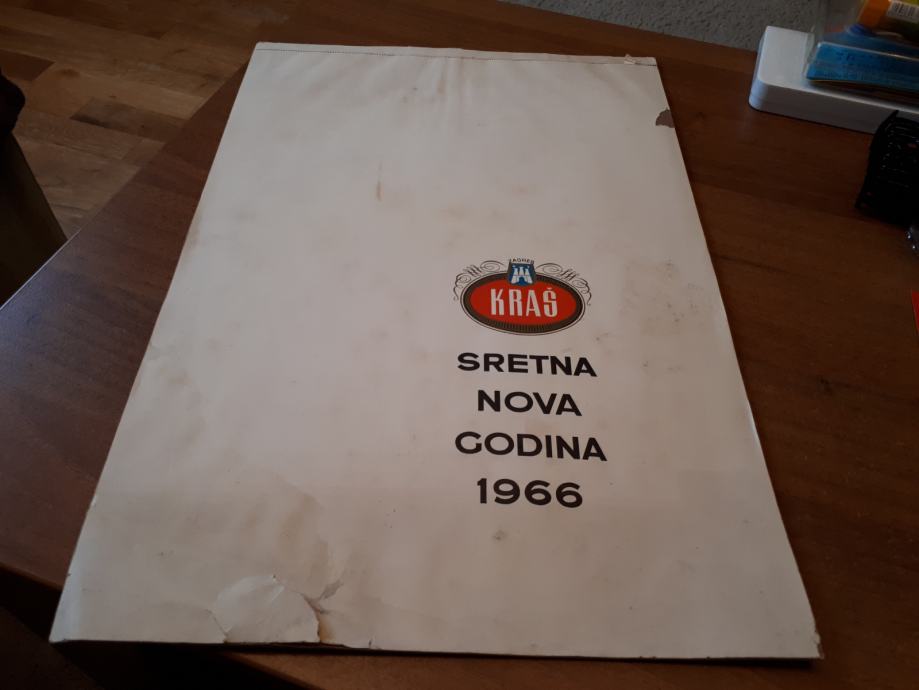 ZAGREB
KRAŠ
SRETNA
NOVA
GODINA
1966